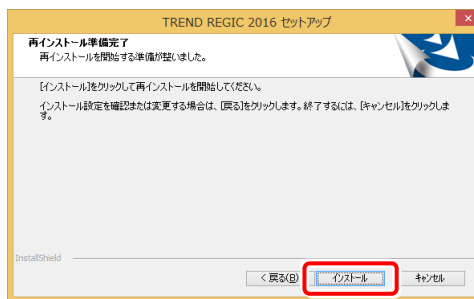 TREND REGIC 2016 セットアップ
再インストール準備完了
再インストールを開始する準備が整いました。
[インストール]をクリックして再インストールを開始してください。
インストール設定を確認または変更する場合は、[戻る]をクリックします。終了するには、[キャンセル]をクリックしま
す。
InstallShield
< 戻る(B)
インストール
キャンセル